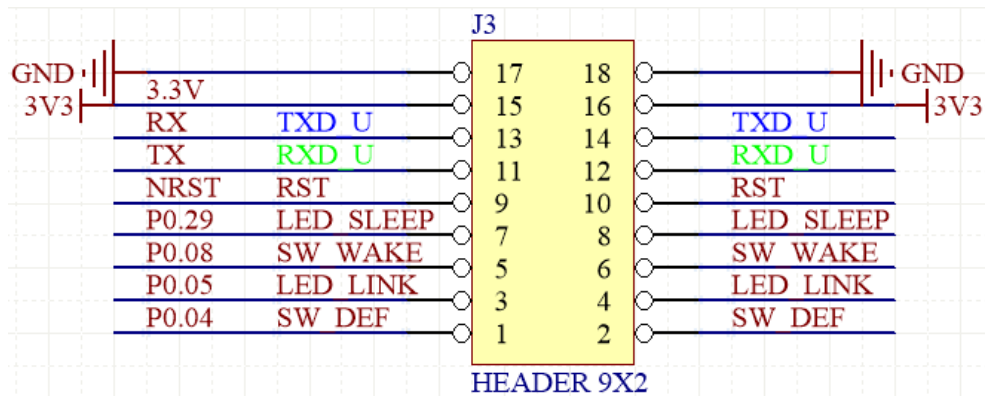 J3
GND 17 18 GND
3V3 3.3V 15 16 3V3
RX TXD_U 13 14 TXD_U
TX RXD_U 11 12 RXD_U
NRST RST 9 10 RST
P0.29 LED_SLEEP 7 8 LED_SLEEP
P0.08 SW_WAKE 5 6 SW_WAKE
P0.05 LED_LINK 3 4 LED_LINK
P0.04 SW_DEF 1 2 SW_DEF
HEADER 9X2